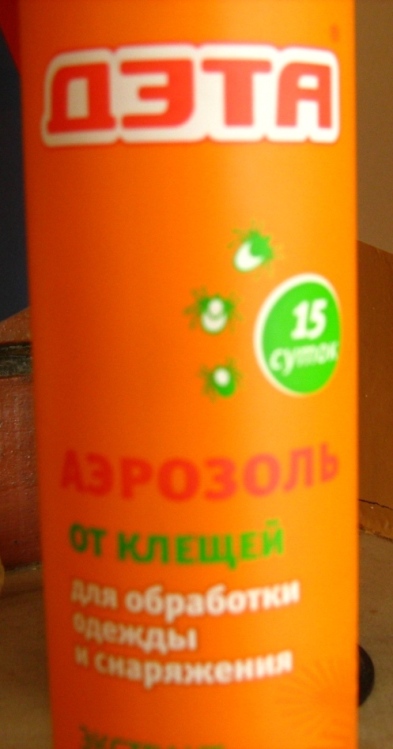 ДЭТА
15
суток
АЭРОЗОЛЬ
ОТ КЛЕЩЕЙ
для обработки
одежды
и снаряжения